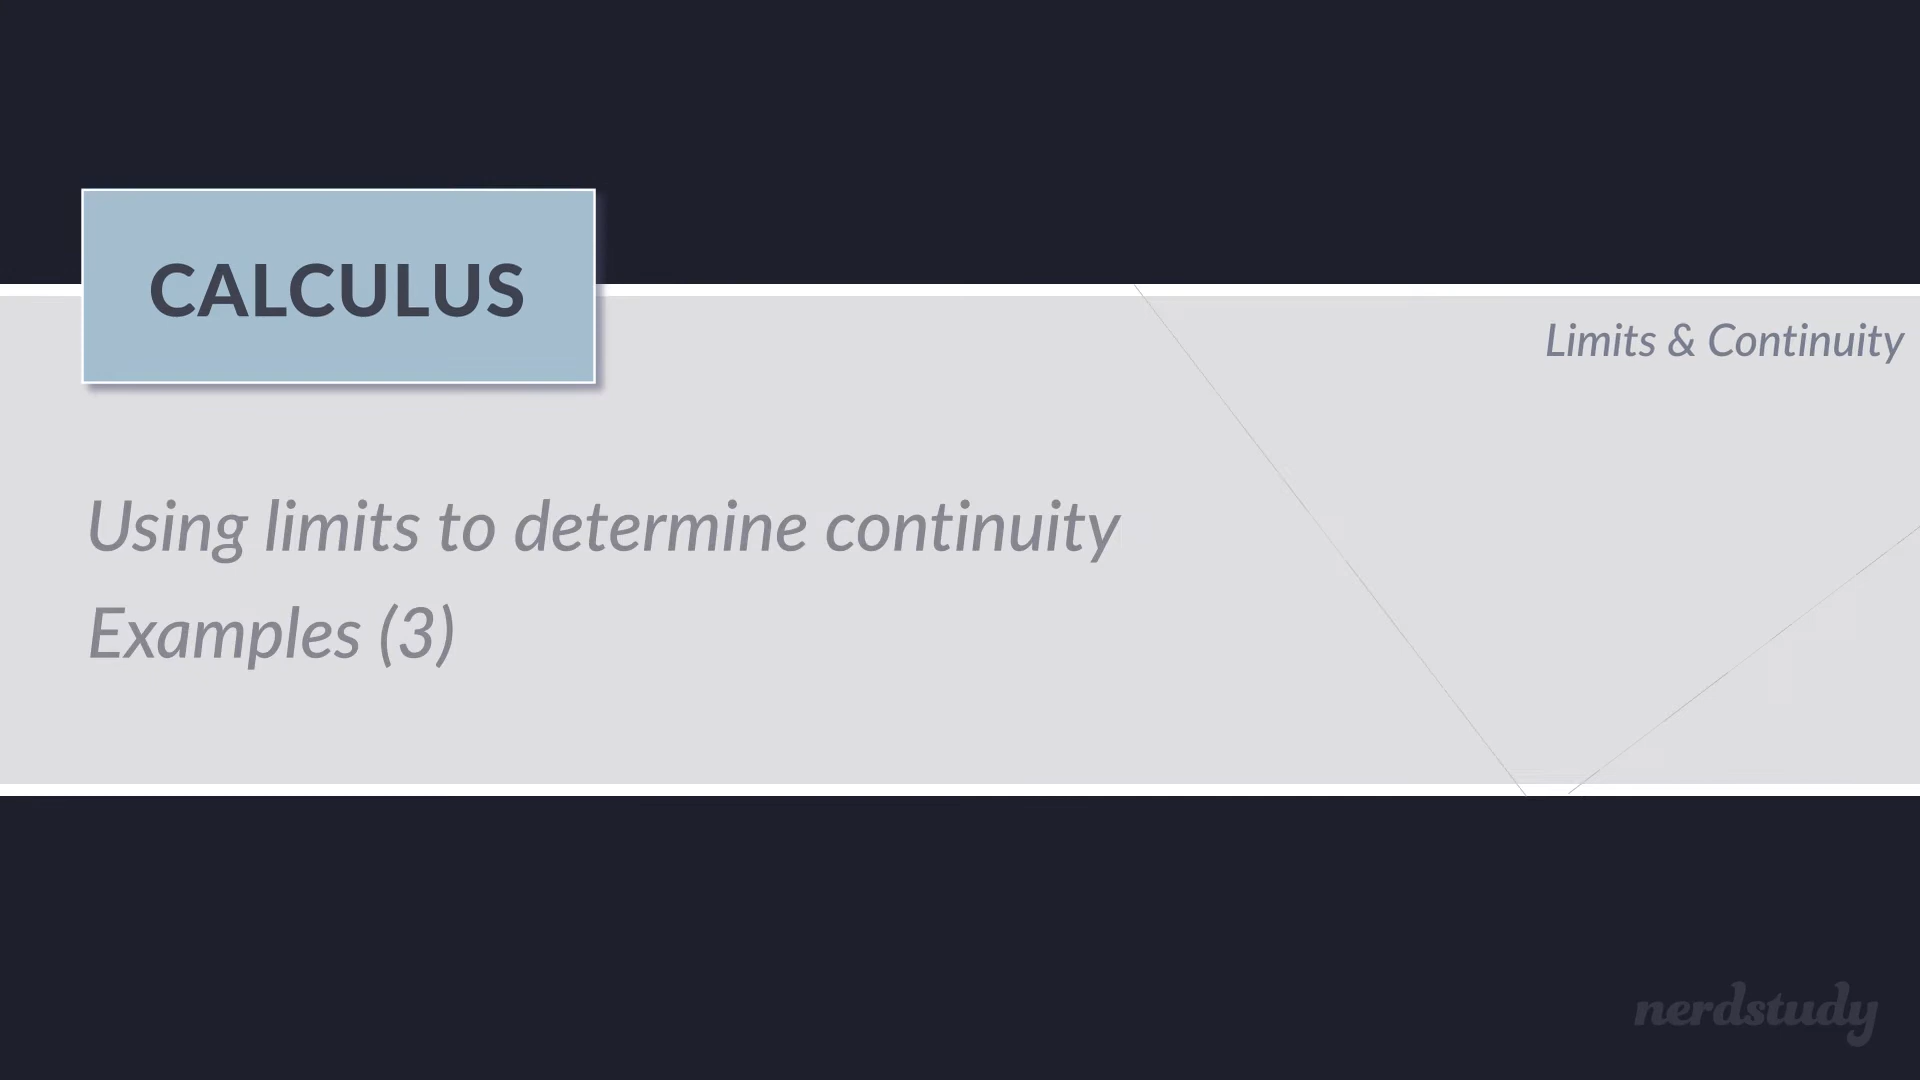 CALCULUS
Limits & Continuity
Using limits to determine continuity
Examples (3)
nerdstudy